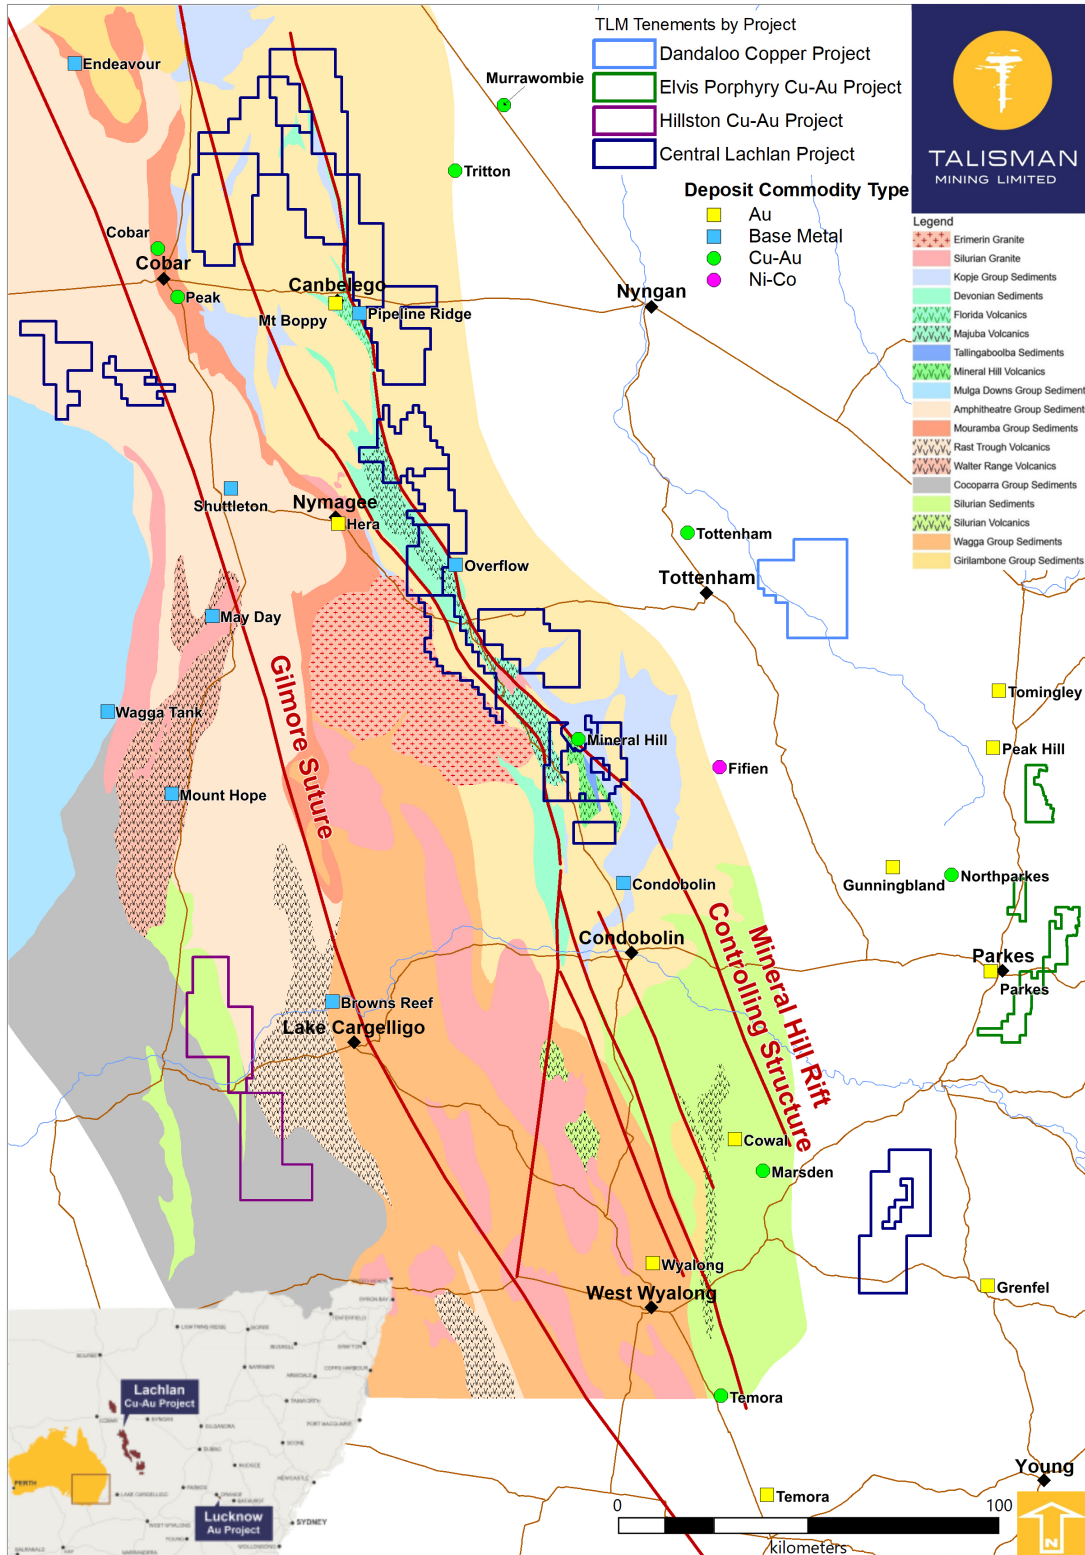 TLM Tenements by Project
Dandaloo Copper Project
Elvis Porphyry Cu-Au Project
Hillston Cu-Au Project
Central Lachlan Project
Deposit Commodity Type
Au
Base Metal
Cu-Au
Ni-Co
TALISMAN
MINING LIMITED
Legend
Erimerin Granite
Silurian Granite
Kopje Group Sediments
Devonian Sediments
Florida Volcanics
Majuba Volcanics
Tallingaboolba Sediments
Mineral Hill Volcanics
Mulga Downs Group Sediment
Amphitheatre Group Sediment
Mouramba Group Sediments
Rast Trough Volcanics
Walter Range Volcanics
Cocoparra Group Sediments
Silurian Sediments
Silurian Volcanics
Wagga Group Sediments
Girilambone Group Sediments
Endeavour
Murrawombie
Tritton
Cobar
Cobar
Peak
Canbelego
Mt Boppy
Pipeline Ridge
Nyngan
Shuttleton
Nymagee
Hera
Overflow
Tottenham
Tottenham
May Day
Wagga Tank
Gilmore Suture
Mount Hope
Mineral Hill
Fifien
Tomingley
Peak Hill
Gunningbland
Northparkes
Condobolin
Condobolin
Mineral Hill Rift
Controlling Structure
Parkes
Parkes
Browns Reef
Lake Cargelligo
Cowal
Marsden
Wyalong
West Wyalong
Grenfel
Temora
Temora
Young
0
100
kilometers
N
Lachlan
Cu-Au Project
Lucknow
Au Project
PERTH
SYDNEY
LAKE CARGELLIGO